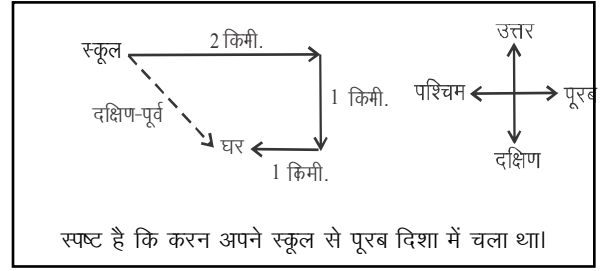 उत्तर
स्कूल 2 किमी.
पश्चिम पूरब
1 किमी.
दक्षिण-पूर्व
घर
दक्षिण
1 किमी.
स्पष्ट है कि करन अपने स्कूल से पूरब दिशा में चला था।